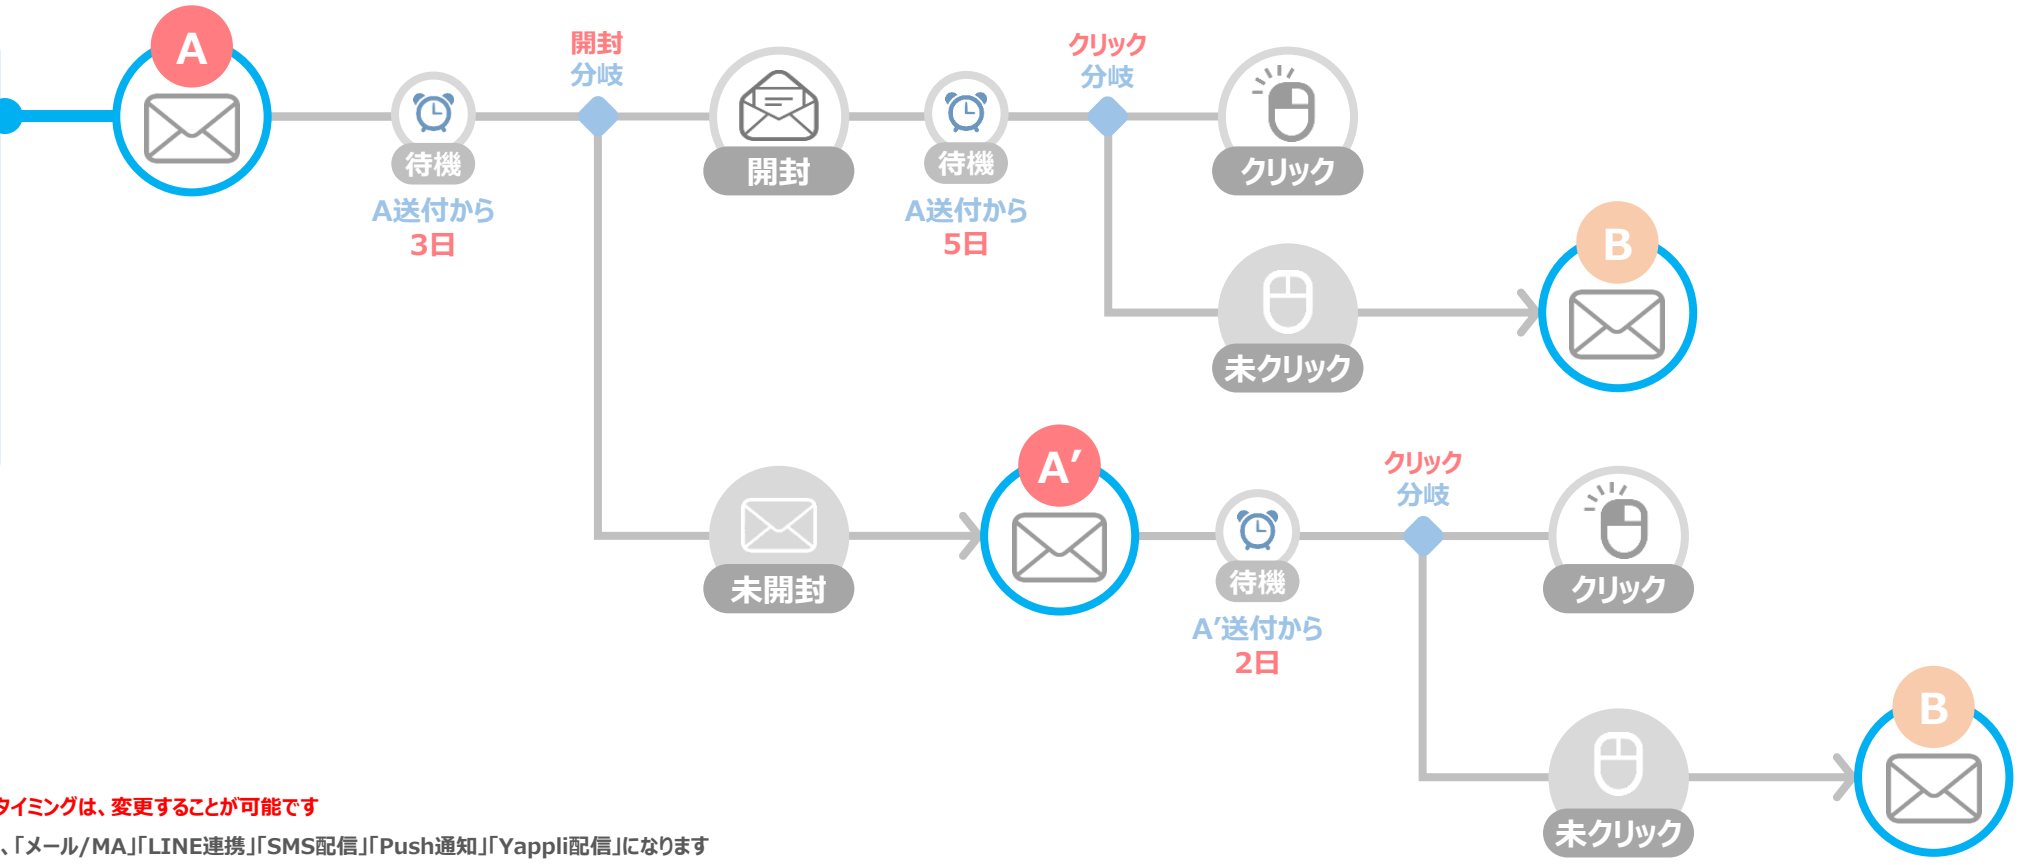 A
開封
分岐
クリック
分岐
待機
開封
待機
クリック
A送付から
3日
A送付から
5日
B
未クリック
A′
クリック
分岐
未開封
待機
クリック
A′送付から
2日
B
未クリック
タイミングは、変更することが可能です
、「メール/MA」「LINE連携」「SMS配信」「Push通知」「Yappli配信」になります